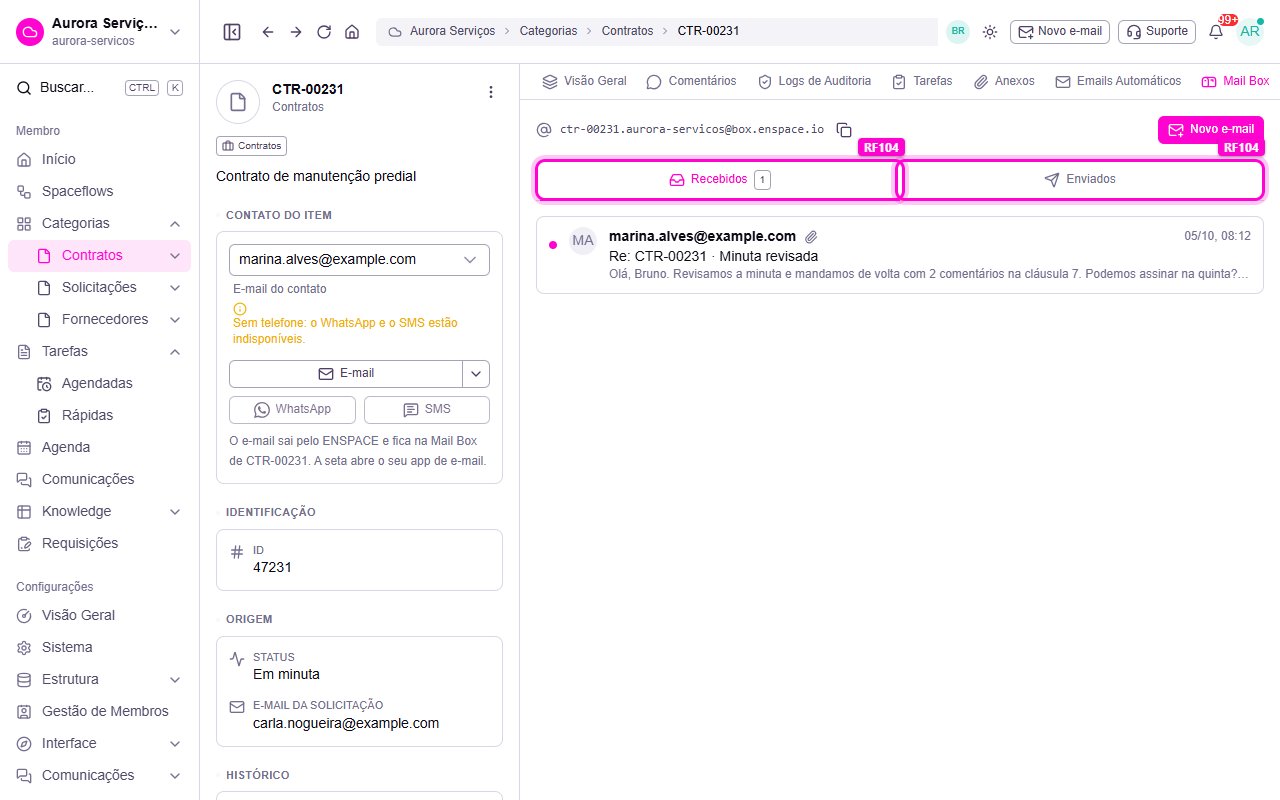 Aurora Serviç...
aurora-servicos
Aurora Serviços
Categorias
Contratos
CTR-00231
BR
Novo e-mail
Suporte
99+
AR
Buscar...
CTRL
K
Membro
Início
Spaceflows
Categorias
Contratos
Solicitações
Fornecedores
Tarefas
Agendadas
Rápidas
Agenda
Comunicações
Knowledge
Requisições
Configurações
Visão Geral
Sistema
Estrutura
Gestão de Membros
Interface
Comunicações
CTR-00231
Contratos
Contratos
Contrato de manutenção predial
CONTATO DO ITEM
marina.alves@example.com
E-mail do contato
Sem telefone: o WhatsApp e o SMS estão
indisponíveis.
E-mail
WhatsApp
SMS
O e-mail sai pelo ENSPACE e fica na Mail Box
de CTR-00231. A seta abre o seu app de e-mail.
IDENTIFICAÇÃO
ID
47231
ORIGEM
STATUS
Em minuta
E-MAIL DA SOLICITAÇÃO
carla.nogueira@example.com
HISTÓRICO
Visão Geral
Comentários
Logs de Auditoria
Tarefas
Anexos
Emails Automáticos
Mail Box
ctr-00231.aurora-servicos@box.enspace.io
Novo e-mail
RF104
RF104
Recebidos
1
Enviados
MA
marina.alves@example.com
05/10, 08:12
Re: CTR-00231 · Minuta revisada
Olá, Bruno. Revisamos a minuta e mandamos de volta com 2 comentários na cláusula 7. Podemos assinar na quinta?...